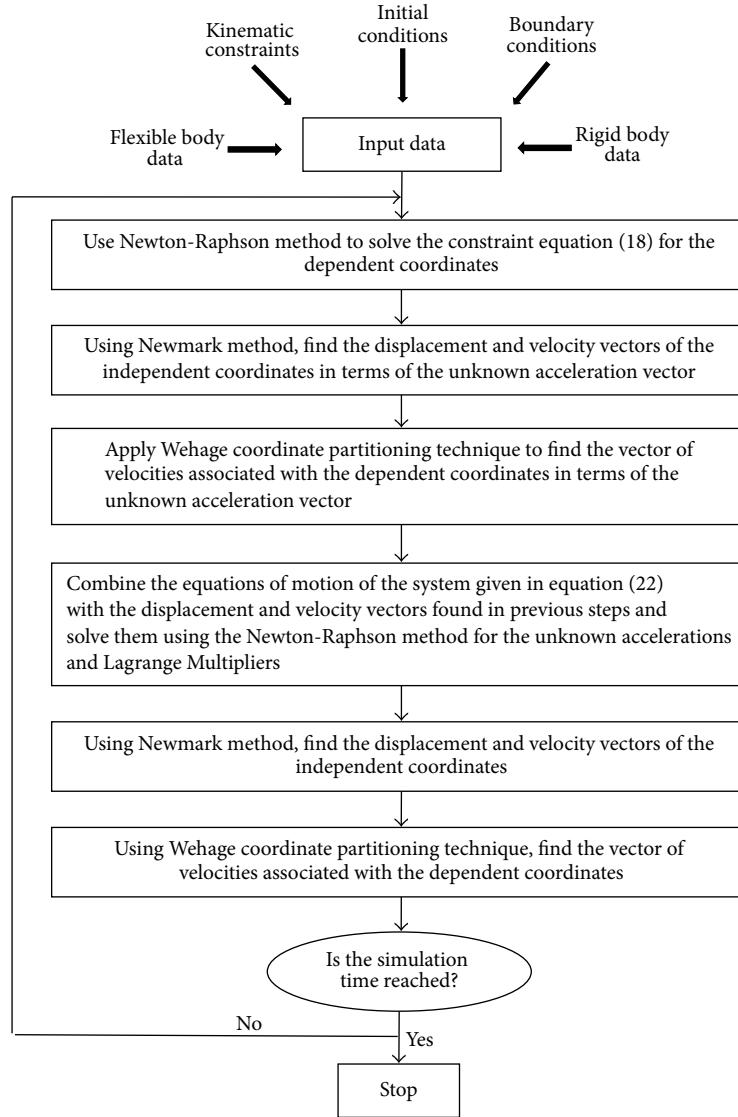 Kinematic
constraints
Initial
conditions
Boundary
conditions
Flexible body
data
Input data
Rigid body
data
Use Newton-Raphson method to solve the constraint equation (18) for the
dependent coordinates
Using Newmark method, find the displacement and velocity vectors of the
independent coordinates in terms of the unknown acceleration vector
Apply Wehage coordinate partitioning technique to find the vector of
velocities associated with the dependent coordinates in terms of the
unknown acceleration vector
Combine the equations of motion of the system given in equation (22)
with the displacement and velocity vectors found in previous steps and
solve them using the Newton-Raphson method for the unknown accelerations
and Lagrange Multipliers
Using Newmark method, find the displacement and velocity vectors of the
independent coordinates
Using Wehage coordinate partitioning technique, find the vector of
velocities associated with the dependent coordinates
Is the simulation
time reached?
No
Yes
Stop